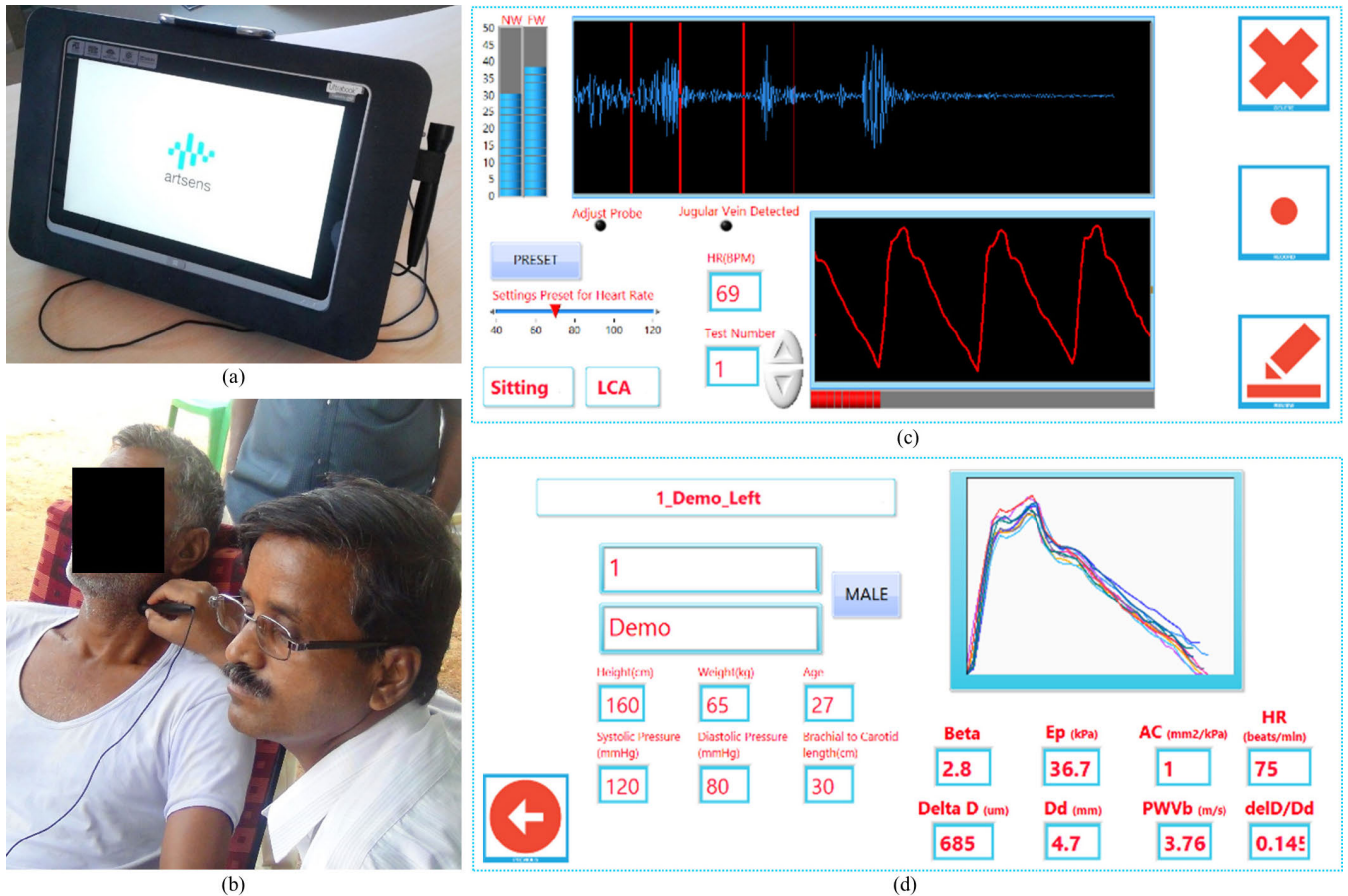 artsens
(a)
(b)
NW FW
50
45
40
35
30
25
20
15
10
5
0
Adjust Probe
Jugular Vein Detected
PRESET
HR(BPM)
69
Settings Preset for Heart Rate
40 60 80 100 120
Test Number
1
Sitting
LCA
(c)
1_Demo_Left
1
Demo
MALE
Height(cm) Weight(kg) Age
160 65 27
Systolic Pressure (mmHg)
Diastolic Pressure (mmHg)
Brachial to Carotid length(cm)
120 80 30
Beta Ep (kPa) AC (mm2/kPa) HR (beats/min)
2.8 36.7 1 75
Delta D (um) Dd (mm) PWVb (m/s) delD/Dd
685 4.7 3.76 0.145
(d)